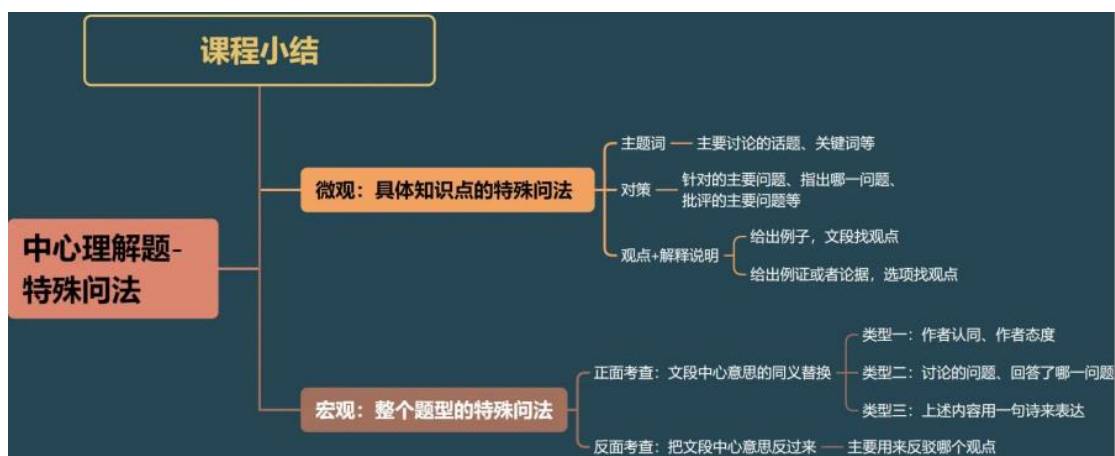 课程小结
中心理解题-
特殊问法
微观：具体知识点的特殊问法
主题词
主要讨论的话题、关键词等
对策
针对的主要问题、指出哪一问题、
批评的主要问题等
观点+解释说明
给出例子，文段找观点
给出例证或者论据，选项找观点
宏观：整个题型的特殊问法
正面考查：文段中心意思的同义替换
类型一：作者认同、作者态度
类型二：讨论的问题、回答了哪一问题
类型三：上述内容用一句诗来表达
反面考查：把文段中心意思反过来
主要用来反驳哪个观点